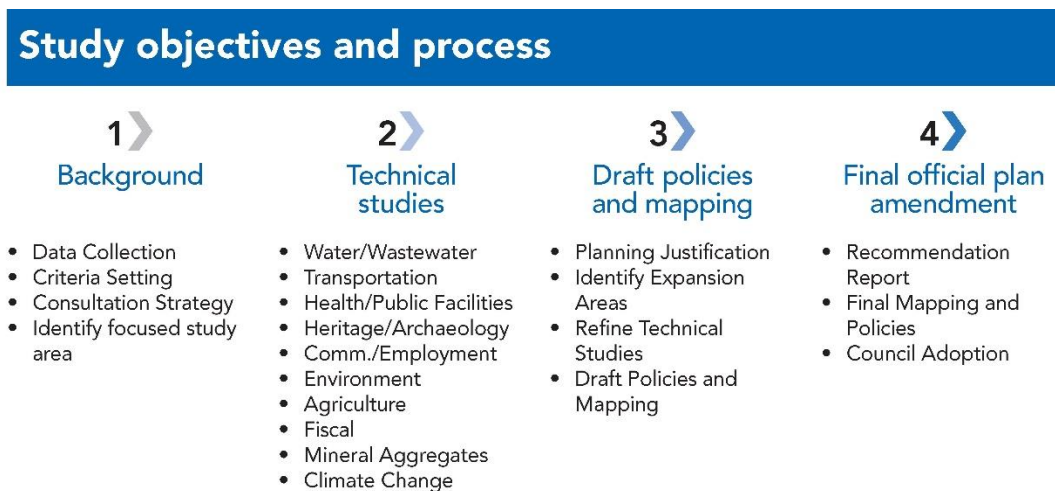 Study objectives and process
1
Background
• Data Collection
• Criteria Setting
• Consultation Strategy
• Identify focused study
area
2
Technical
studies
• Water/Wastewater
• Transportation
• Health/Public Facilities
• Heritage/Archaeology
• Comm./Employment
• Environment
• Agriculture
• Fiscal
• Mineral Aggregates
• Climate Change
3
Draft policies
and mapping
• Planning Justification
• Identify Expansion
Areas
• Refine Technical
Studies
• Draft Policies and
Mapping
4
Final official plan
amendment
• Recommendation
Report
• Final Mapping and
Policies
• Council Adoption